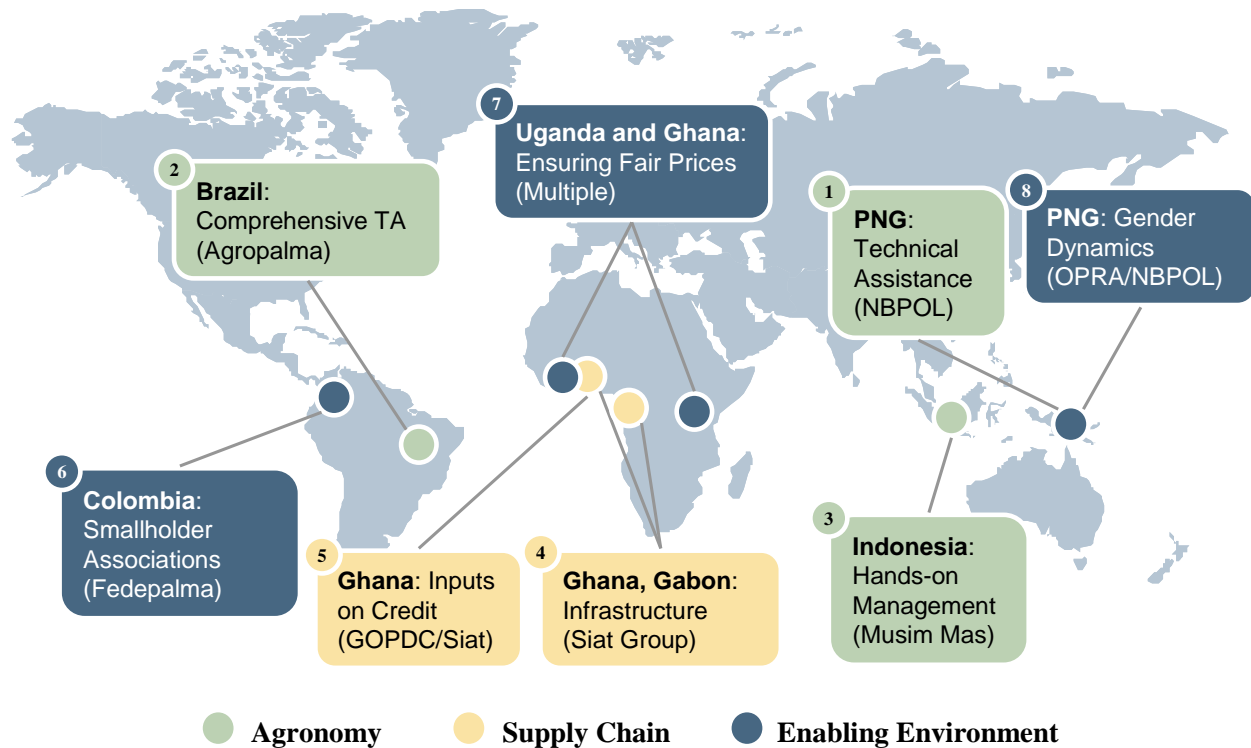 7
Uganda and Ghana:
Ensuring Fair Prices
(Multiple)
2
Brazil:
Comprehensive TA
(Agropalma)
1
PNG:
Technical
Assistance
(NBPOL)
8
PNG: Gender
Dynamics
(OPRA/NBPOL)
6
Colombia:
Smallholder
Associations
(Fedepalma)
5
Ghana: Inputs
on Credit
(GOPDC/Siat)
4
Ghana, Gabon:
Infrastructure
(Siat Group)
3
Indonesia:
Hands-on
Management
(Musim Mas)
Agronomy
Supply Chain
Enabling Environment